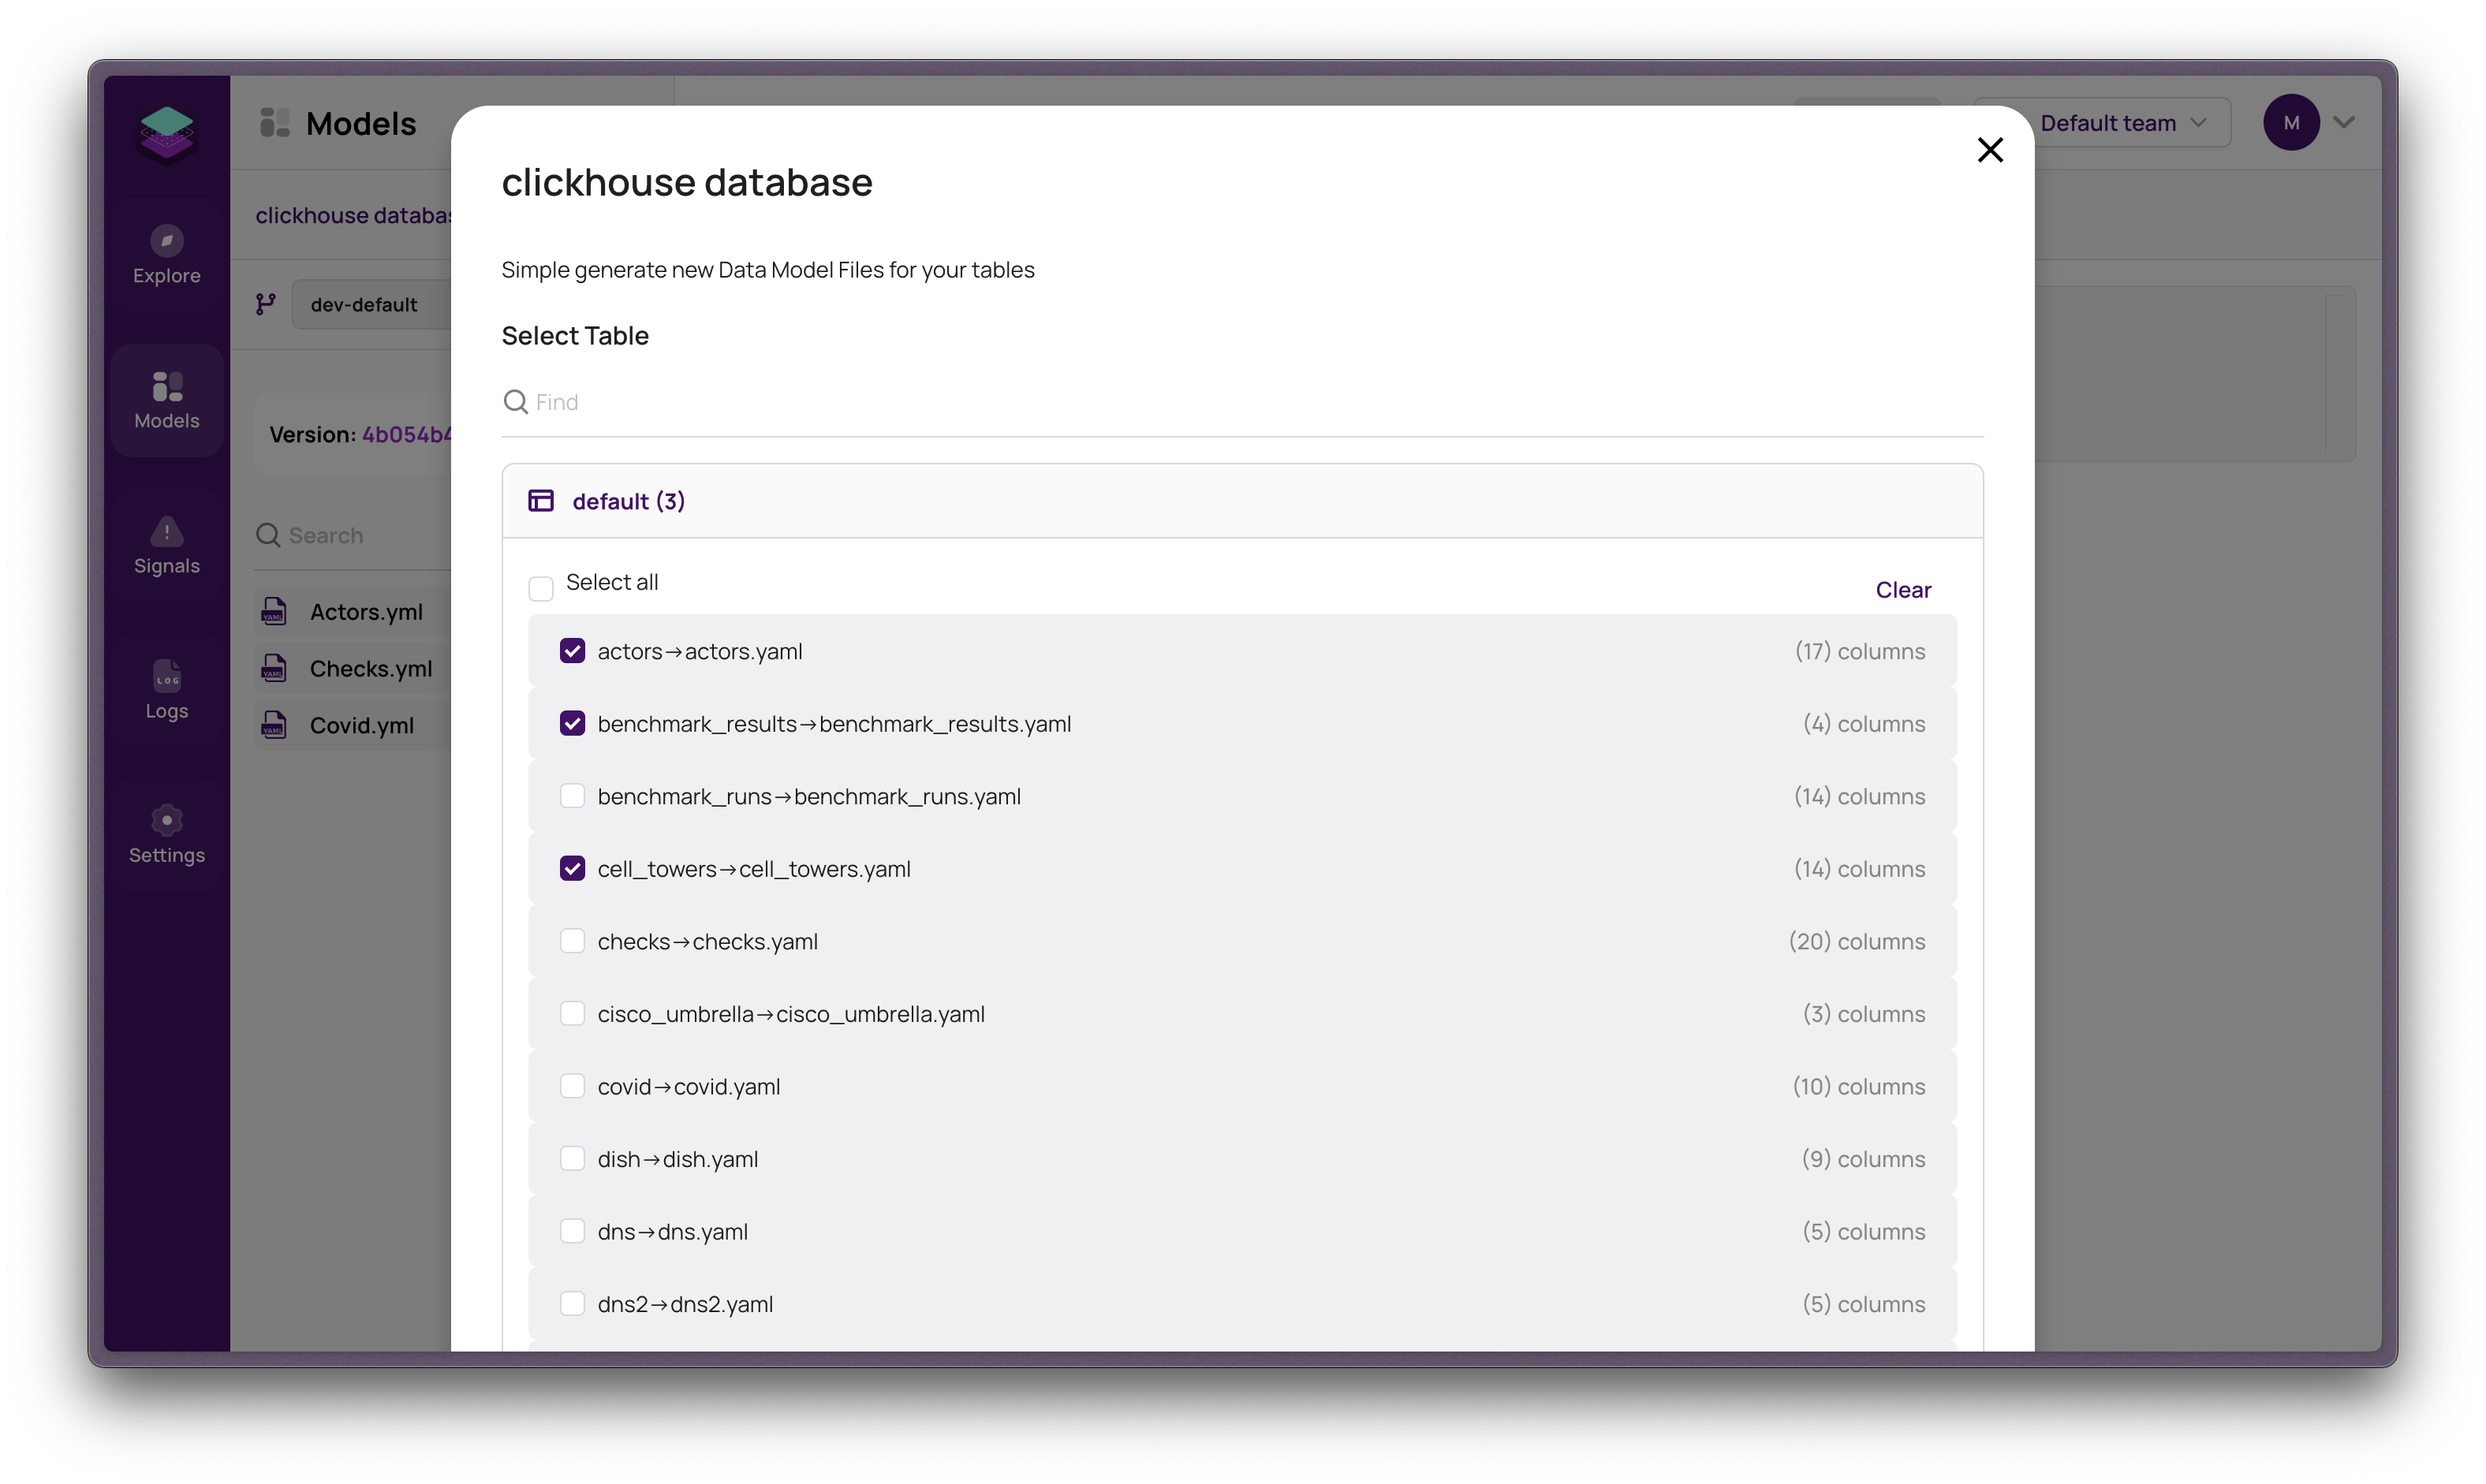 Models
Default team
M
clickhouse database
clickhouse
Explore
Simple generate new Data Model Files for your tables
dev-default
Select Table
Models
Find
Version: 4b054b4
default (3)
Signals
Search
Select all
Clear
Actors.yml
actors→actors.yaml (17) columns
Checks.yml
LOG
Logs
benchmark_results→benchmark_results.yaml (4) columns
Covid.yml
benchmark_runs→benchmark_runs.yaml (14) columns
Settings
cell_towers→cell_towers.yaml (14) columns
checks→checks.yaml (20) columns
cisco_umbrella→cisco_umbrella.yaml (3) columns
covid→covid.yaml (10) columns
dish→dish.yaml (9) columns
dns→dns.yaml (5) columns
dns2→dns2.yaml (5) columns